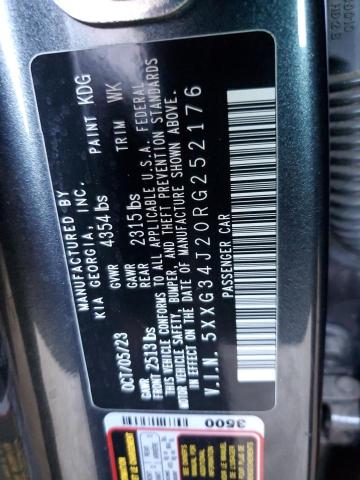 MANUFACTURED BY
KIA GEORGIA, INC.
PAINT KDG
OCT/05/23
GVWR
4354 lbs
TRIM WK
GAWR
FRONT 2513 lbs
GAWR
REAR 2315 lbs
THIS VEHICLE CONFORMS TO ALL APPLICABLE U.S.A. FEDERAL
MOTOR VEHICLE SAFETY, BUMPER, AND THEFT PREVENTION STANDARDS
IN EFFECT ON THE DATE OF MANUFACTURE SHOWN ABOVE.
V.I.N. 5XXG34J20RG252176
PASSENGER CAR
3500